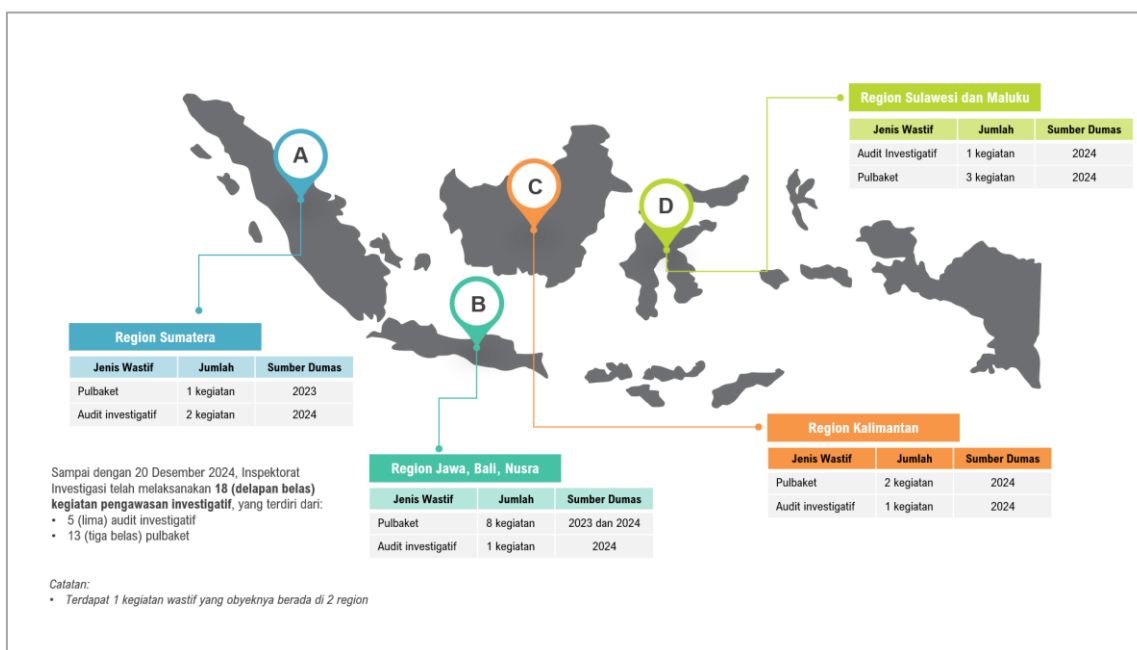 Region Sulawesi dan Maluku
Jenis Wastif Jumlah Sumber Dumas
Audit Investigatif 1 kegiatan 2024
Pulbaket 3 kegiatan 2024
A
C
D
B
Region Sumatera
Jenis Wastif Jumlah Sumber Dumas
Pulbaket 1 kegiatan 2023
Audit investigatif 2 kegiatan 2024
Region Kalimantan
Jenis Wastif Jumlah Sumber Dumas
Pulbaket 2 kegiatan 2024
Audit investigatif 1 kegiatan 2024
Region Jawa, Bali, Nusra
Jenis Wastif Jumlah Sumber Dumas
Pulbaket 8 kegiatan 2023 dan 2024
Audit investigatif 1 kegiatan 2024
Sampai dengan 20 Desember 2024, Inspektorat
Investigasi telah melaksanakan 18 (delapan belas)
kegiatan pengawasan investigatif, yang terdiri dari:
• 5 (lima) audit investigatif
• 13 (tiga belas) pulbaket
Catatan:
• Terdapat 1 kegiatan wastif yang obyeknya berada di 2 region